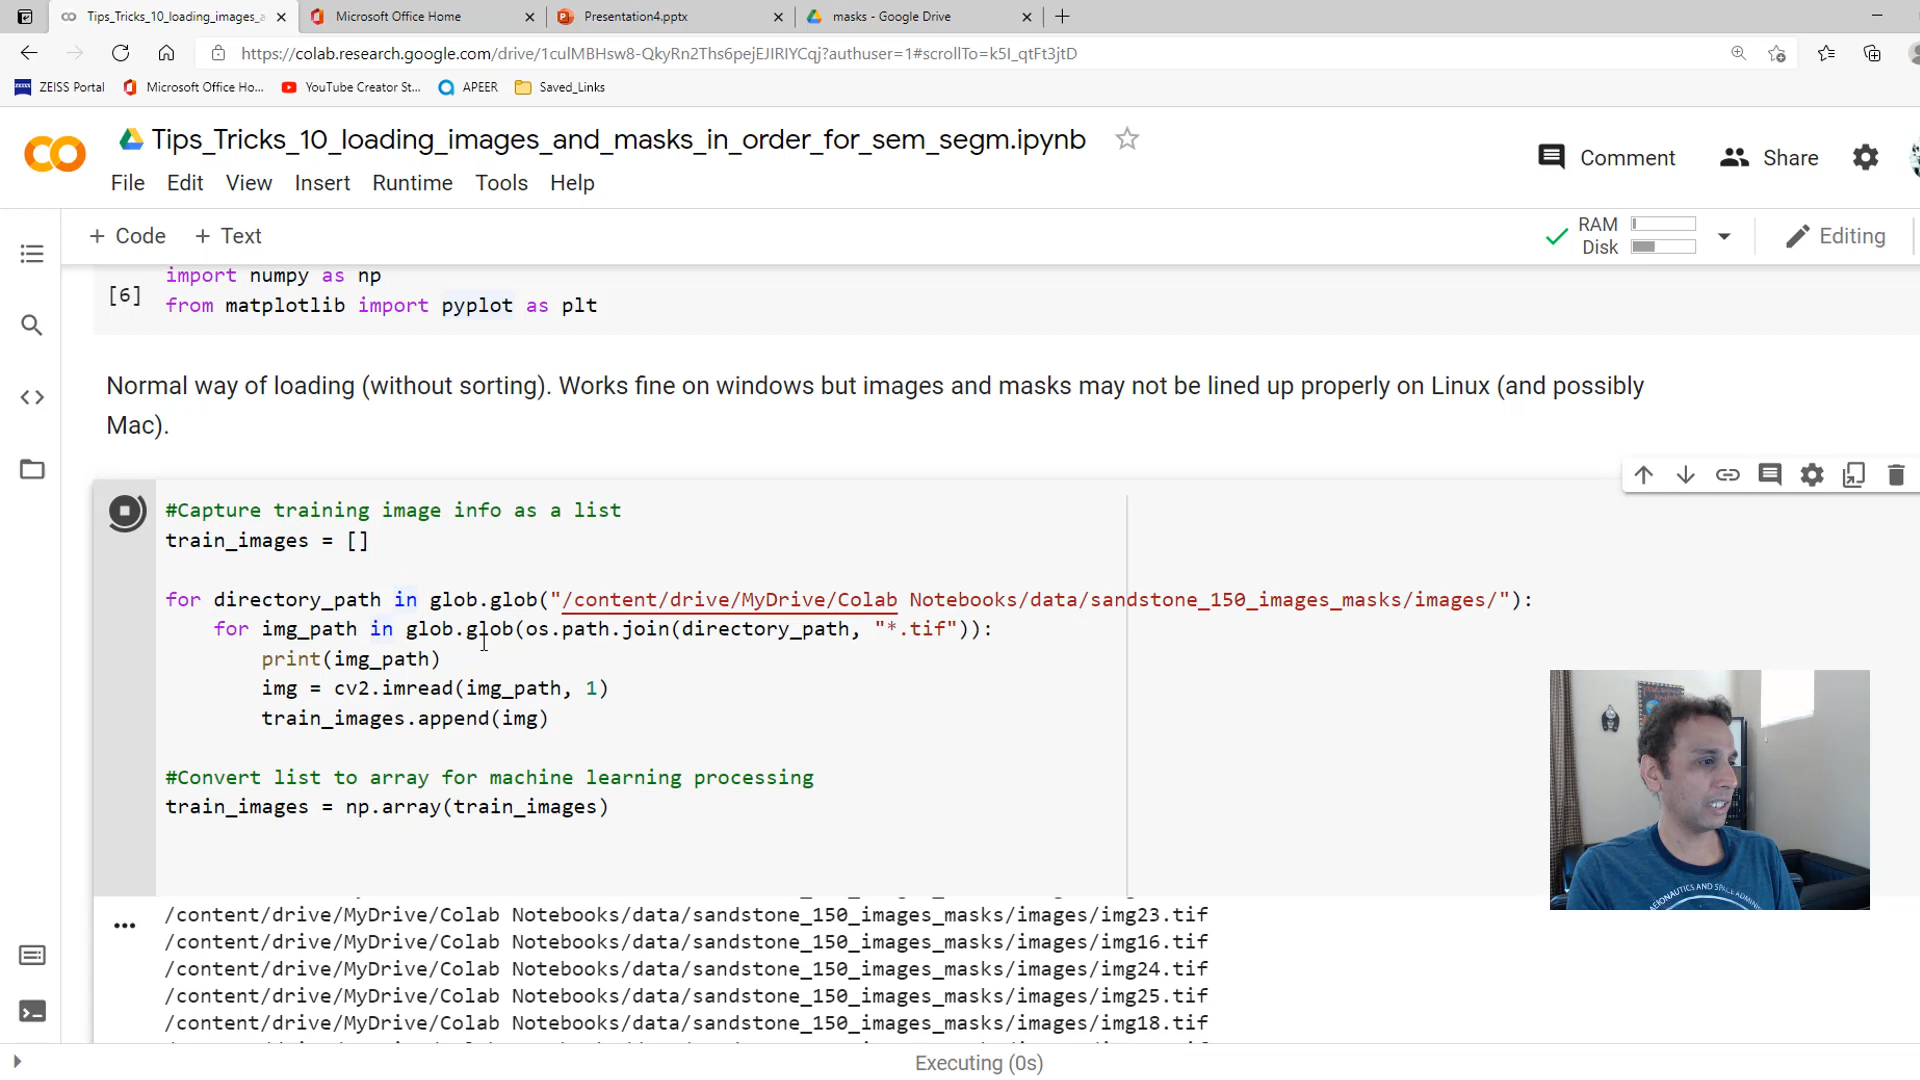 Tips_Tricks_10_loading_images_a
Microsoft Office Home
Presentation4.pptx
masks - Google Drive
https://colab.research.google.com/drive/1culMBHsw8-QkyRn2Ths6pejEJIRIYCqj?authuser=1#scrollTo=k5I_qtFt3jtD
ZEISS Portal
Microsoft Office Ho...
YouTube Creator St...
APEER
Saved_Links
Tips_Tricks_10_loading_images_and_masks_in_order_for_sem_segm.ipynb
Comment
Share
File Edit View Insert Runtime Tools Help
+ Code + Text
RAM
Disk
Editing
import numpy as np
[6]
from matplotlib import pyplot as plt
Normal way of loading (without sorting). Works fine on windows but images and masks may not be lined up properly on Linux (and possibly
Mac).
#Capture training image info as a list
train_images = []
for directory_path in glob.glob("/content/drive/MyDrive/Colab Notebooks/data/sandstone_150_images_masks/images/"):
for img_path in glob.glob(os.path.join(directory_path, "*.tif")):
print(img_path)
img = cv2.imread(img_path, 1)
train_images.append(img)
#Convert list to array for machine learning processing
train_images = np.array(train_images)
/content/drive/MyDrive/Colab Notebooks/data/sandstone_150_images_masks/images/img23.tif
/content/drive/MyDrive/Colab Notebooks/data/sandstone_150_images_masks/images/img16.tif
/content/drive/MyDrive/Colab Notebooks/data/sandstone_150_images_masks/images/img24.tif
/content/drive/MyDrive/Colab Notebooks/data/sandstone_150_images_masks/images/img25.tif
/content/drive/MyDrive/Colab Notebooks/data/sandstone_150_images_masks/images/img18.tif
Executing (0s)